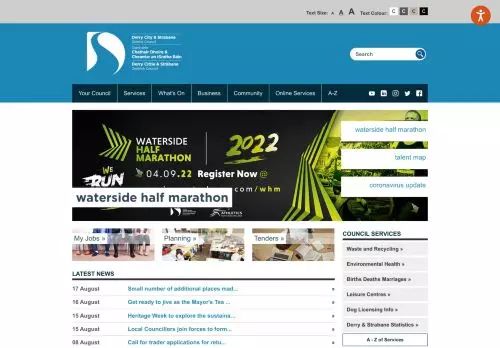 Text Size: A A A Text Colour: C C C C
Derry City & Strabane
District Council
Comhairle
Chathair Dhoire &
Cheantar an tSratha Báin
Derry Cittie & Stràbane
Destrick Cooncil
Search
Your Council Services What's On Business Community Online Services A-Z
WATERSIDE
HALF
MARATHON
2022
04.09.22 Register Now @
WE
RUN
com/whm
waterside half marathon
ATHLETICS
waterside half marathon
talent map
coronavirus update
My Jobs »
Planning »
Tenders »
LATEST NEWS
17 August Small number of additional places mad... »
16 August Get ready to jive as the Mayor's Tea ... »
15 August Heritage Week to explore the sustaina... »
15 August Local Councillors join forces to form... »
08 August Call for trader applications for retu... »
COUNCIL SERVICES
Waste and Recycling »
Environmental Health »
Births Deaths Marriages »
Leisure Centres »
Dog Licensing Info »
Derry & Strabane Statistics »
A - Z of Services